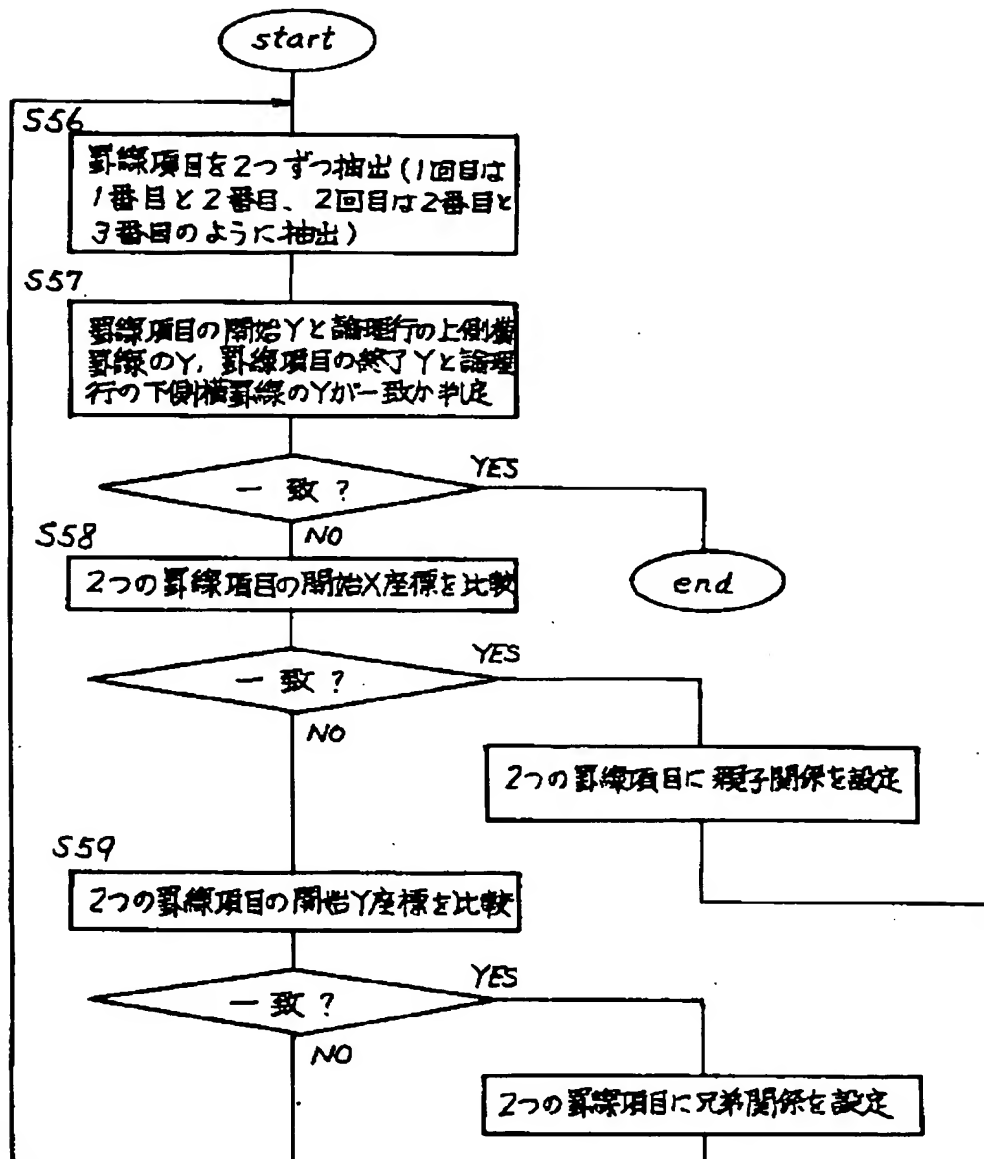 start
S56
罫線項目を2つずつ抽出(1回目は
1番目と2番目、2回目は2番目と
3番目のように抽出)
S57
罫線項目の開始Yと論理行の上側横
罫線のY, 罫線項目の終了Yと論理
行の下側横罫線のYが一致か判定
一致?
YES
NO
end
S58
2つの罫線項目の開始X座標を比較
一致?
YES
NO
2つの罫線項目に親子関係を設定
S59
2つの罫線項目の開始Y座標を比較
一致?
YES
NO
2つの罫線項目に兄弟関係を設定